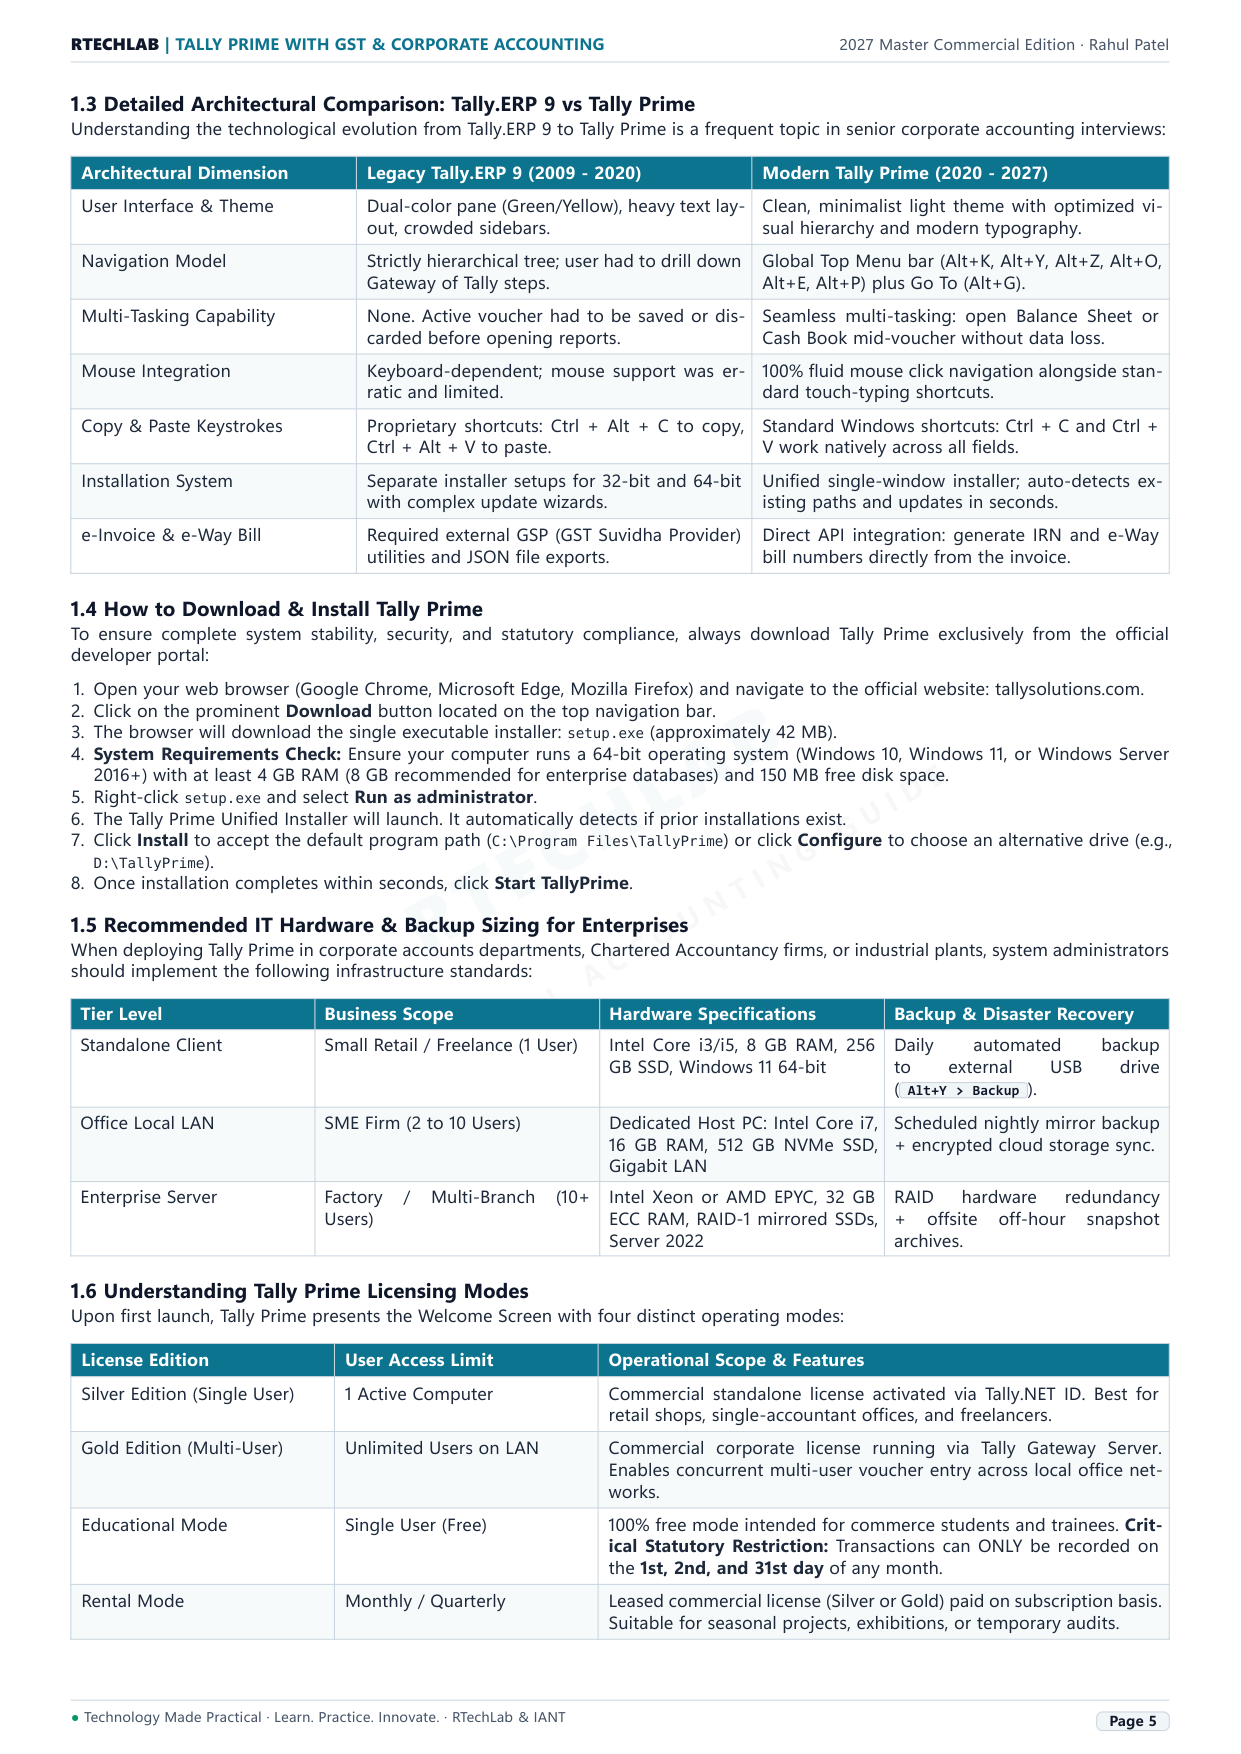 RTECHLAB | TALLY PRIME WITH GST & CORPORATE ACCOUNTING
2027 Master Commercial Edition · Rahul Patel
1.3 Detailed Architectural Comparison: Tally.ERP 9 vs Tally Prime
Understanding the technological evolution from Tally.ERP 9 to Tally Prime is a frequent topic in senior corporate accounting interviews:
Architectural Dimension
Legacy Tally.ERP 9 (2009 - 2020)
Modern Tally Prime (2020 - 2027)
User Interface & Theme
Dual-color pane (Green/Yellow), heavy text lay-
out, crowded sidebars.
Clean, minimalist light theme with optimized vi-
sual hierarchy and modern typography.
Navigation Model
Strictly hierarchical tree; user had to drill down
Gateway of Tally steps.
Global Top Menu bar (Alt+K, Alt+Y, Alt+Z, Alt+O,
Alt+E, Alt+P) plus Go To (Alt+G).
Multi-Tasking Capability
None. Active voucher had to be saved or dis-
carded before opening reports.
Seamless multi-tasking: open Balance Sheet or
Cash Book mid-voucher without data loss.
Mouse Integration
Keyboard-dependent; mouse support was er-
ratic and limited.
100% fluid mouse click navigation alongside stan-
dard touch-typing shortcuts.
Copy & Paste Keystrokes
Proprietary shortcuts: Ctrl + Alt + C to copy,
Ctrl + Alt + V to paste.
Standard Windows shortcuts: Ctrl + C and Ctrl +
V work natively across all fields.
Installation System
Separate installer setups for 32-bit and 64-bit
with complex update wizards.
Unified single-window installer; auto-detects ex-
isting paths and updates in seconds.
e-Invoice & e-Way Bill
Required external GSP (GST Suvidha Provider)
utilities and JSON file exports.
Direct API integration: generate IRN and e-Way
bill numbers directly from the invoice.
1.4 How to Download & Install Tally Prime
To ensure complete system stability, security, and statutory compliance, always download Tally Prime exclusively from the official
developer portal:
1. Open your web browser (Google Chrome, Microsoft Edge, Mozilla Firefox) and navigate to the official website: tallysolutions.com.
2. Click on the prominent Download button located on the top navigation bar.
3. The browser will download the single executable installer: setup.exe (approximately 42 MB).
4. System Requirements Check: Ensure your computer runs a 64-bit operating system (Windows 10, Windows 11, or Windows Server
2016+) with at least 4 GB RAM (8 GB recommended for enterprise databases) and 150 MB free disk space.
5. Right-click setup.exe and select Run as administrator.
6. The Tally Prime Unified Installer will launch. It automatically detects if prior installations exist.
7. Click Install to accept the default program path (C:\Program Files\TallyPrime) or click Configure to choose an alternative drive (e.g.,
D:\TallyPrime).
8. Once installation completes within seconds, click Start TallyPrime.
1.5 Recommended IT Hardware & Backup Sizing for Enterprises
When deploying Tally Prime in corporate accounts departments, Chartered Accountancy firms, or industrial plants, system administrators
should implement the following infrastructure standards:
Tier Level
Business Scope
Hardware Specifications
Backup & Disaster Recovery
Standalone Client
Small Retail / Freelance (1 User)
Intel Core i3/i5, 8 GB RAM, 256
GB SSD, Windows 11 64-bit
Daily automated backup
to external USB drive
(Alt+Y > Backup).
Office Local LAN
SME Firm (2 to 10 Users)
Dedicated Host PC: Intel Core i7,
16 GB RAM, 512 GB NVMe SSD,
Gigabit LAN
Scheduled nightly mirror backup
+ encrypted cloud storage sync.
Enterprise Server
Factory / Multi-Branch (10+
Users)
Intel Xeon or AMD EPYC, 32 GB
ECC RAM, RAID-1 mirrored SSDs,
Server 2022
RAID hardware redundancy
+ offsite off-hour snapshot
archives.
1.6 Understanding Tally Prime Licensing Modes
Upon first launch, Tally Prime presents the Welcome Screen with four distinct operating modes:
License Edition
User Access Limit
Operational Scope & Features
Silver Edition (Single User)
1 Active Computer
Commercial standalone license activated via Tally.NET ID. Best for
retail shops, single-accountant offices, and freelancers.
Gold Edition (Multi-User)
Unlimited Users on LAN
Commercial corporate license running via Tally Gateway Server.
Enables concurrent multi-user voucher entry across local office net-
works.
Educational Mode
Single User (Free)
100% free mode intended for commerce students and trainees. Crit-
ical Statutory Restriction: Transactions can ONLY be recorded on
the 1st, 2nd, and 31st day of any month.
Rental Mode
Monthly / Quarterly
Leased commercial license (Silver or Gold) paid on subscription basis.
Suitable for seasonal projects, exhibitions, or temporary audits.
RTECHLAB
ACCOUNTING GUIDE
● Technology Made Practical · Learn. Practice. Innovate. · RTechLab & IANT
Page 5